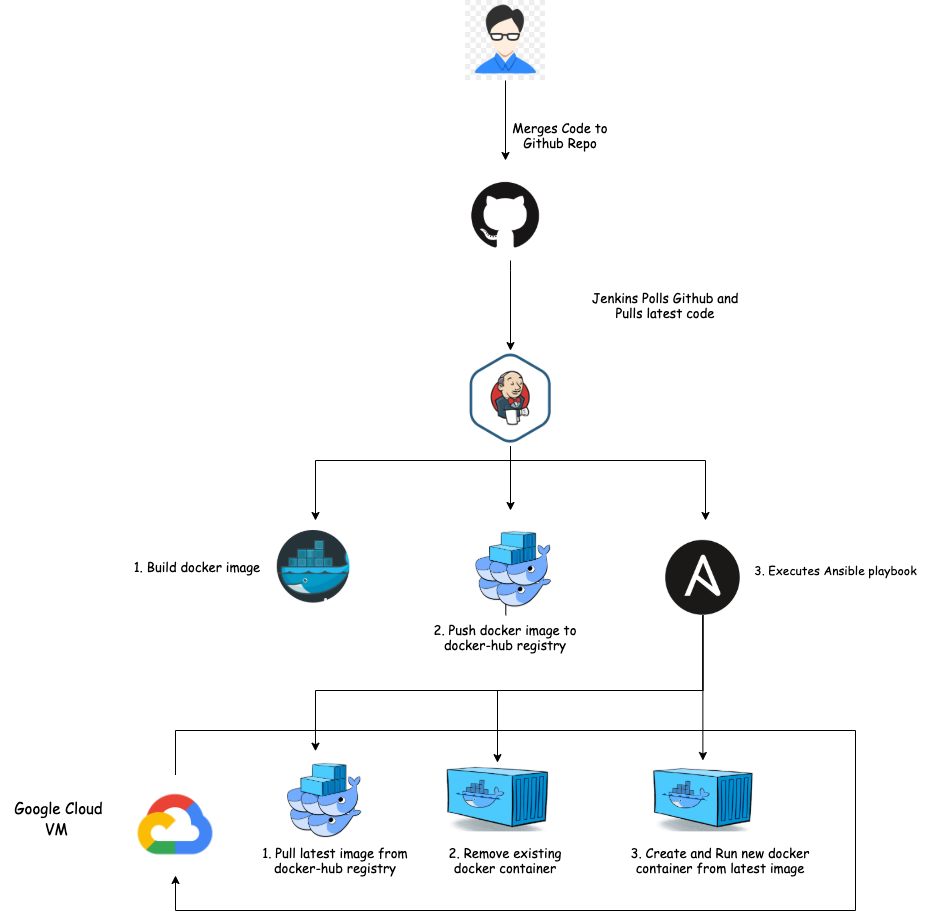 Merges Code to
Github Repo
Jenkins Polls Github and
Pulls latest code
1. Build docker image
2. Push docker image to
docker-hub registry
3. Executes Ansible playbook
Google Cloud
VM
1. Pull latest image from
docker-hub registry
2. Remove existing
docker container
3. Create and Run new docker
container from latest image